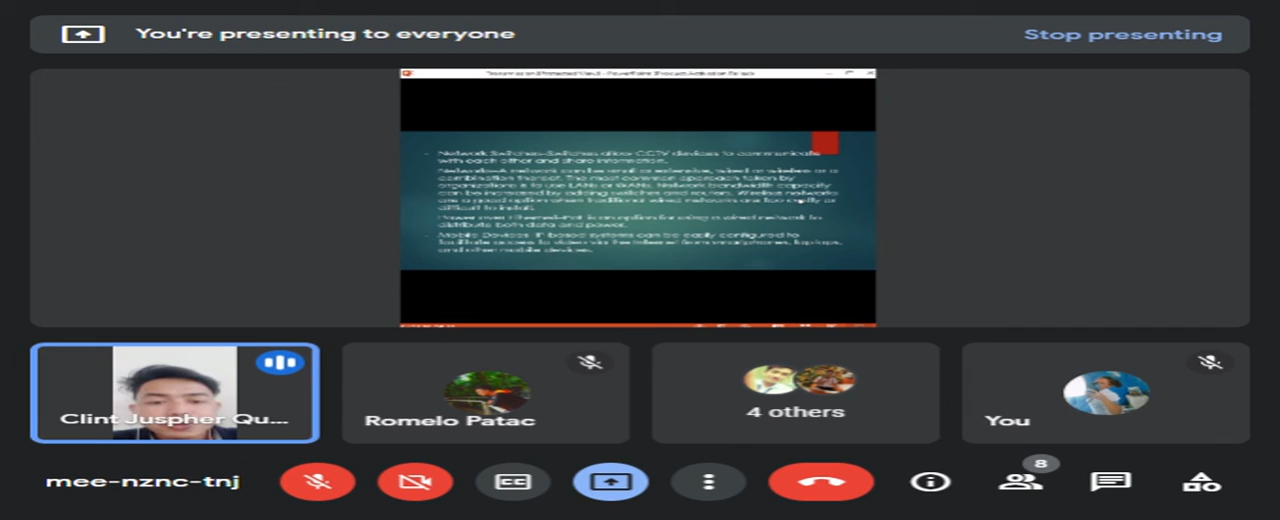 You're presenting to everyone
Stop presenting
Network Switches-Switches allow CCTV devices to communicate
with each other and share information.
Network-A network can be small or extensive, wired or wireless or a
combination thereof. The most common approach taken by
organizations is to use LANs or WANs. Network bandwidth capacity
can be increased by adding switches and routers. Wireless networks
are a good option when traditional wired networks are too costly or
difficult to install.
Power over Ethernet-PoE is an option for using a wired network to
distribute both data and power.
Mobile Devices- IP based systems can be easily configured to
facilitate access to video via the Internet from smartphones, laptops,
and other mobile devices.
Clint Juspher Qu...
Romelo Patac
4 others
You
mee-nznc-tnj
CC
8